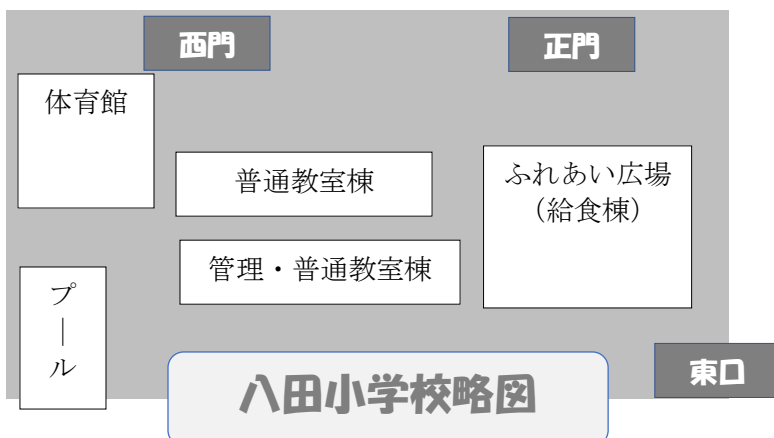 西門
正門
体育館
普通教室棟
ふれあい広場
（給食棟）
管理・普通教室棟
プール
東口
八田小学校略図